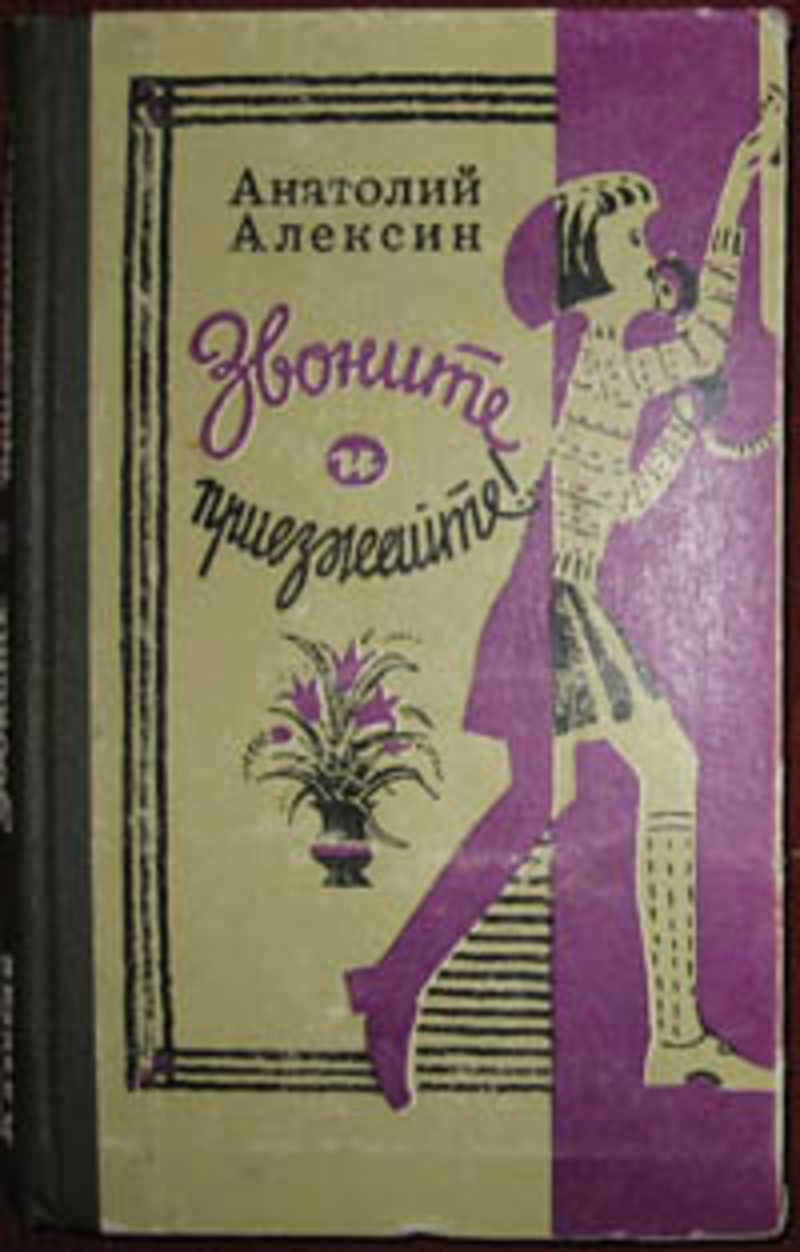 Анатолий
Алексин
Звоните
и
приезжайте!